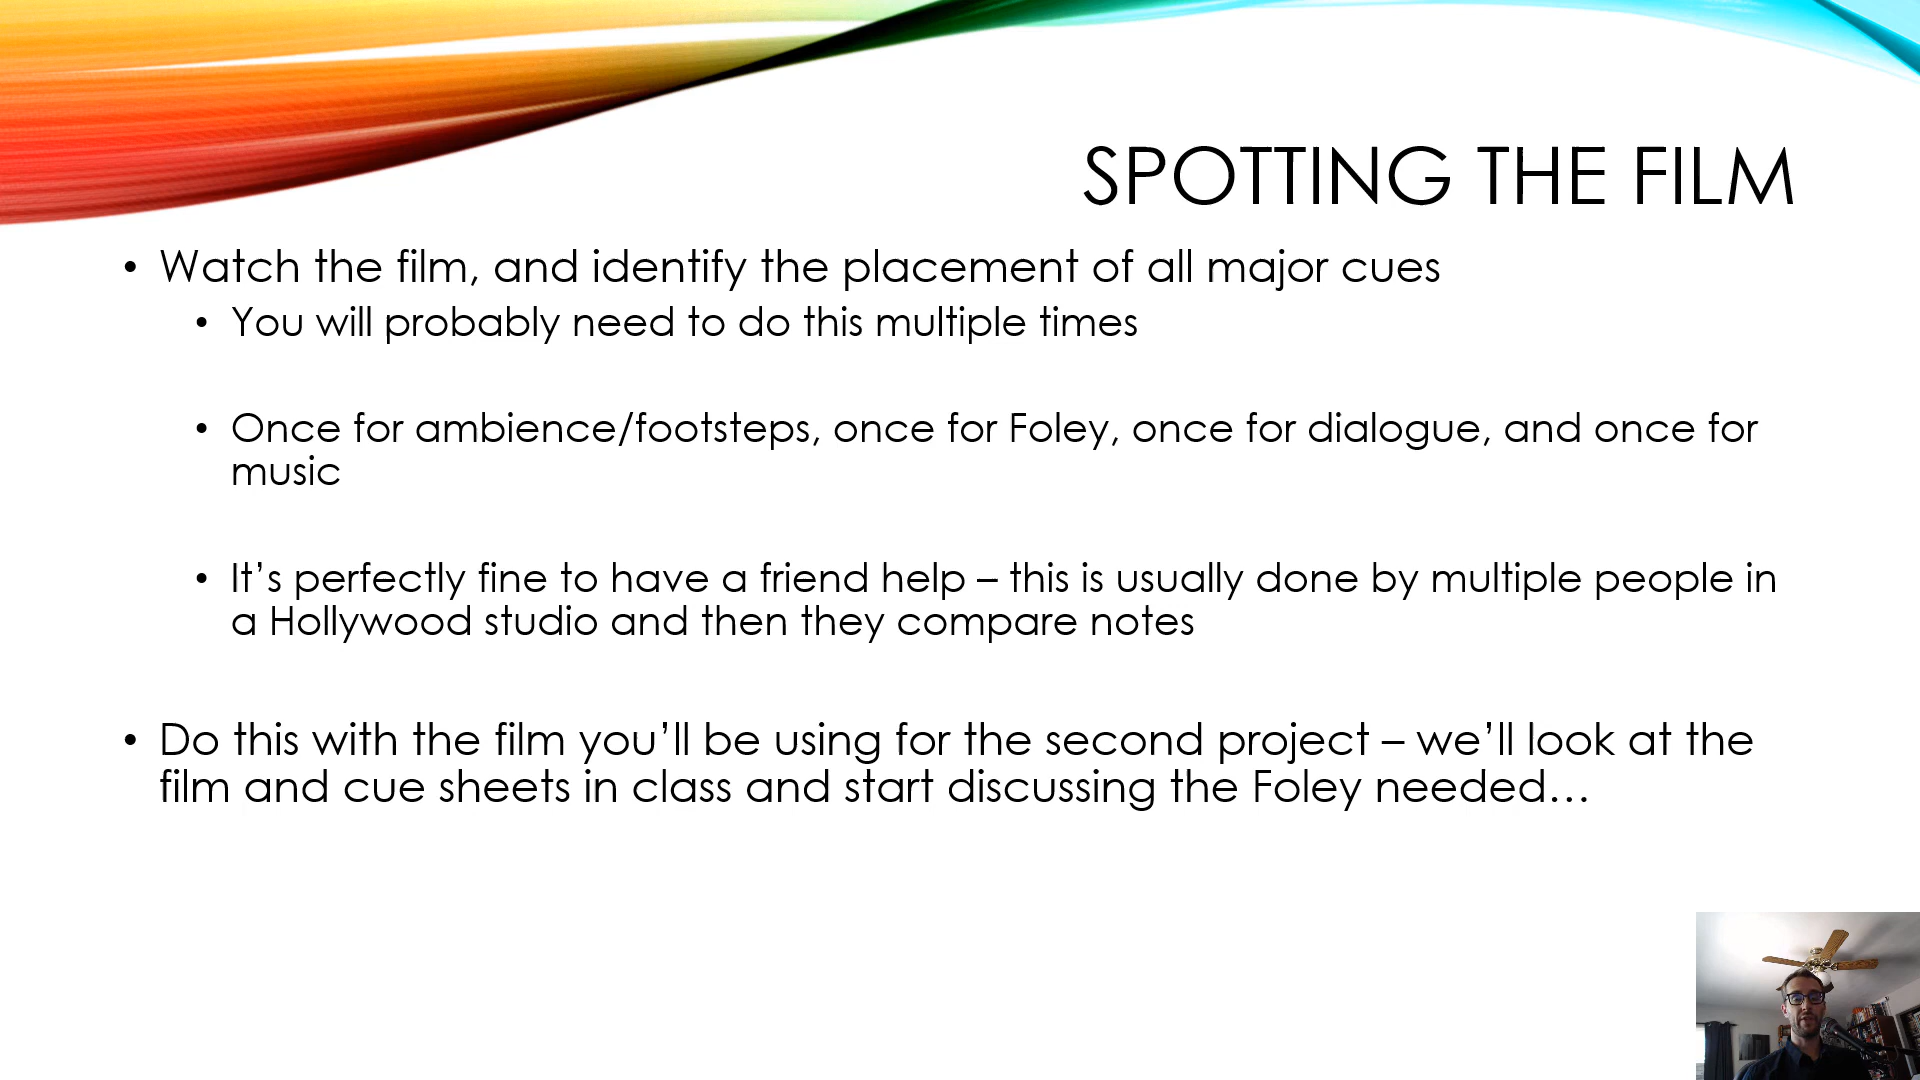 SPOTTING THE FILM
• Watch the film, and identify the placement of all major cues
• You will probably need to do this multiple times
• Once for ambience/footsteps, once for Foley, once for dialogue, and once for
music
• It’s perfectly fine to have a friend help – this is usually done by multiple people in
a Hollywood studio and then they compare notes
• Do this with the film you’ll be using for the second project – we’ll look at the
film and cue sheets in class and start discussing the Foley needed…